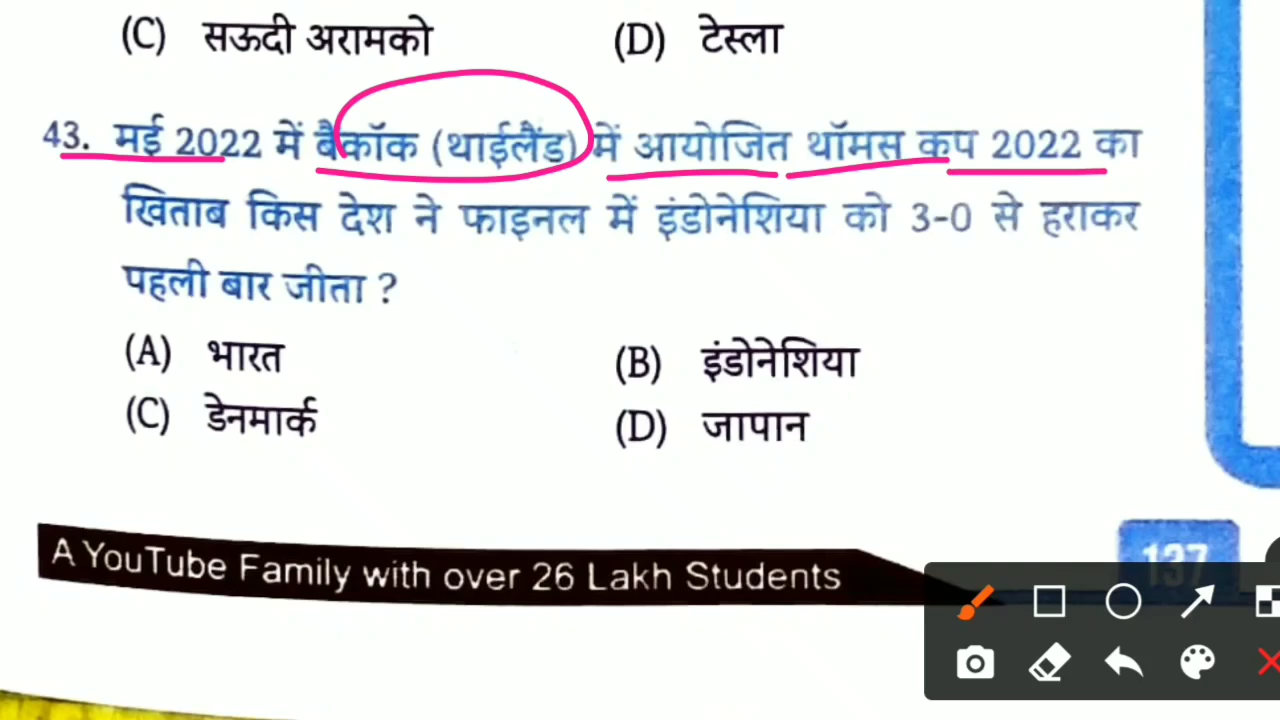 (C) सऊदी अरामको (D) टेस्ला
43. मई 2022 में बैकॉक (थाईलैंड) में आयोजित थॉमस कप 2022 का
खिताब किस देश ने फाइनल में इंडोनेशिया को 3-0 से हराकर
पहली बार जीता ?
(A) भारत (B) इंडोनेशिया
(C) डेनमार्क (D) जापान
A YouTube Family with over 26 Lakh Students
137